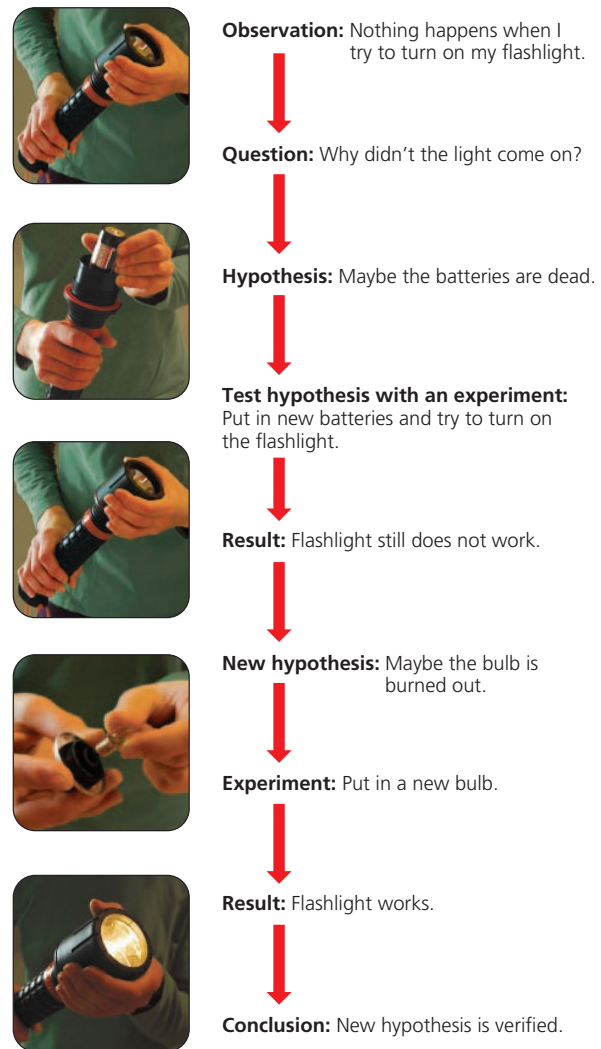 Observation: Nothing happens when I
try to turn on my flashlight.
Question: Why didn’t the light come on?
Hypothesis: Maybe the batteries are dead.
Test hypothesis with an experiment:
Put in new batteries and try to turn on
the flashlight.
Result: Flashlight still does not work.
New hypothesis: Maybe the bulb is
burned out.
Experiment: Put in a new bulb.
Result: Flashlight works.
Conclusion: New hypothesis is verified.